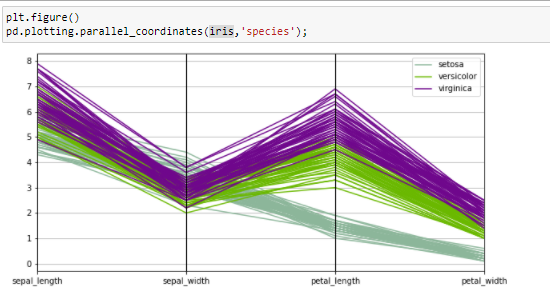 plt.figure()
pd.plotting.parallel_coordinates(iris,'species');
setosa
versicolor
virginica
8
7
6
5
4
3
2
1
0
sepal_length
sepal_width
petal_length
petal_width